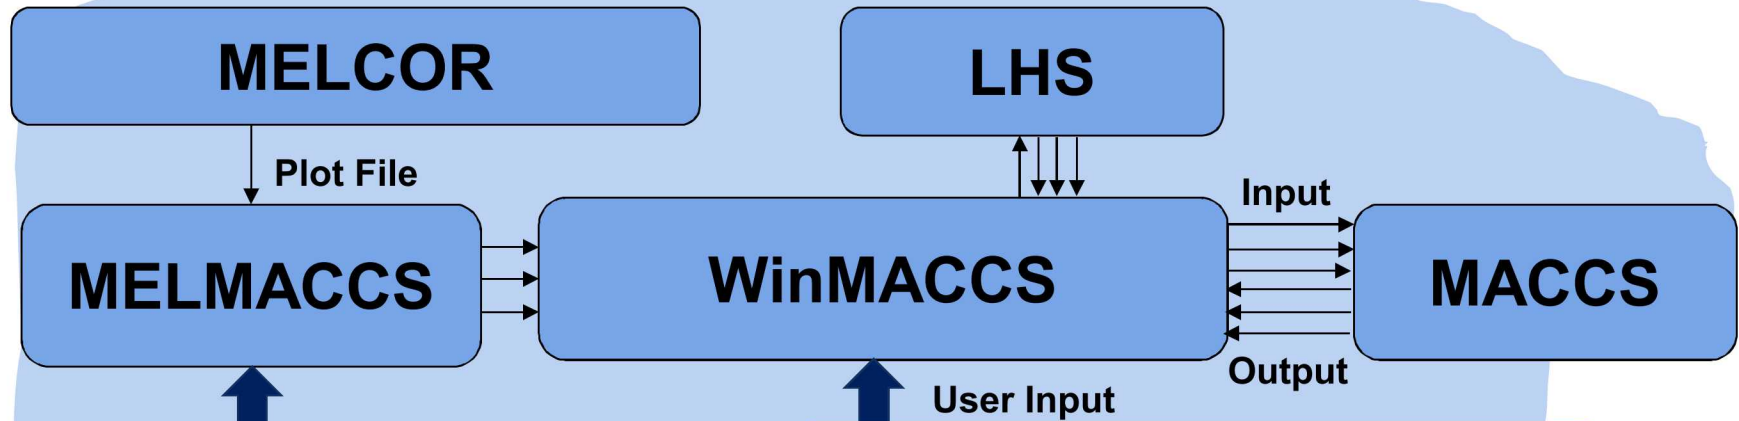 MELCOR
LHS
Plot File
Input
MELMACCS
WinMACCS
MACCS
Output
User Input